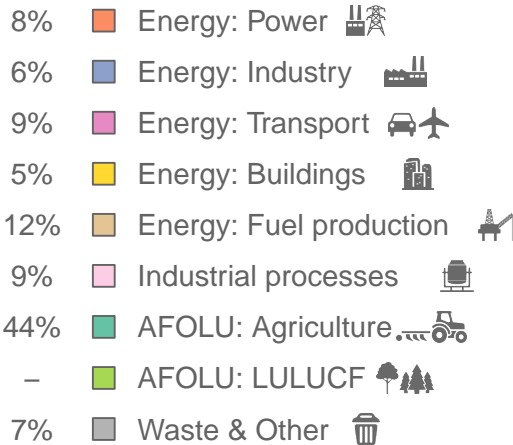 8% Energy: Power
6% Energy: Industry
9% Energy: Transport
5% Energy: Buildings
12% Energy: Fuel production
9% Industrial processes
44% AFOLU: Agriculture
– AFOLU: LULUCF
7% Waste & Other